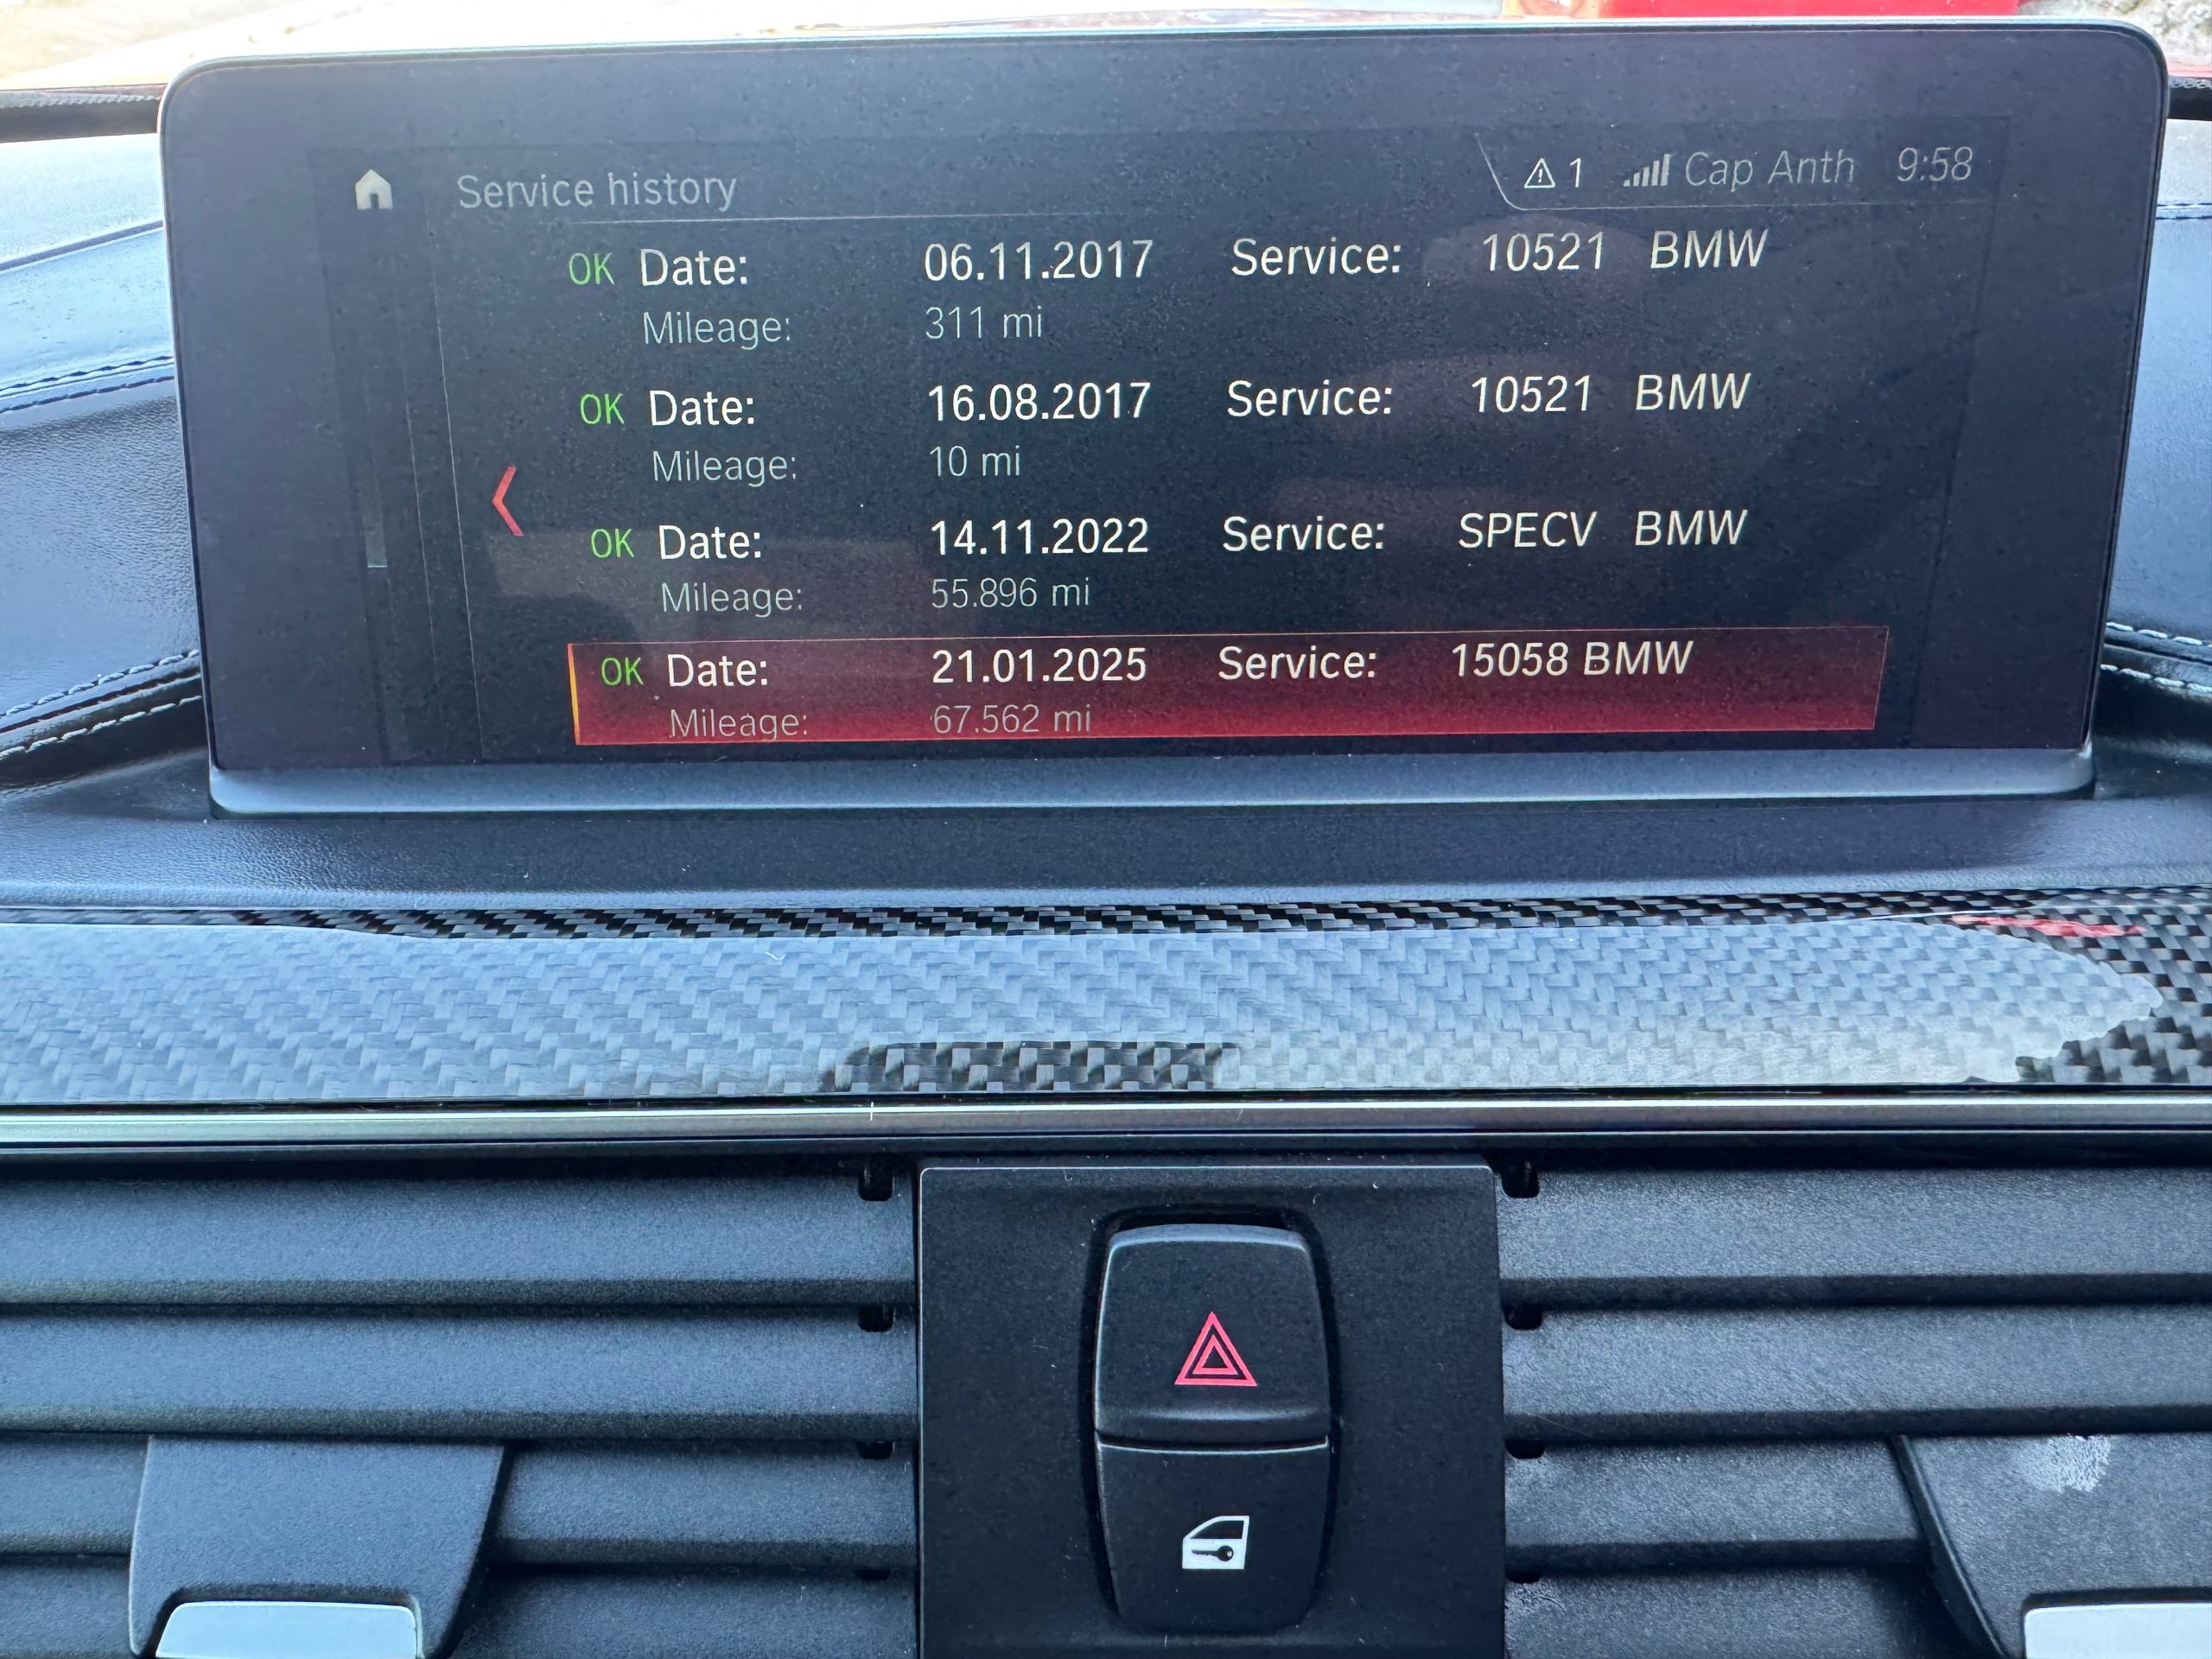 Service history
1 Cap Anth 9:58
OK Date: 06.11.2017 Service: 10521 BMW
Mileage: 311 mi
OK Date: 16.08.2017 Service: 10521 BMW
Mileage: 10 mi
OK Date: 14.11.2022 Service: SPECV BMW
Mileage: 55.896 mi
OK Date: 21.01.2025 Service: 15058 BMW
Mileage: 67.562 mi